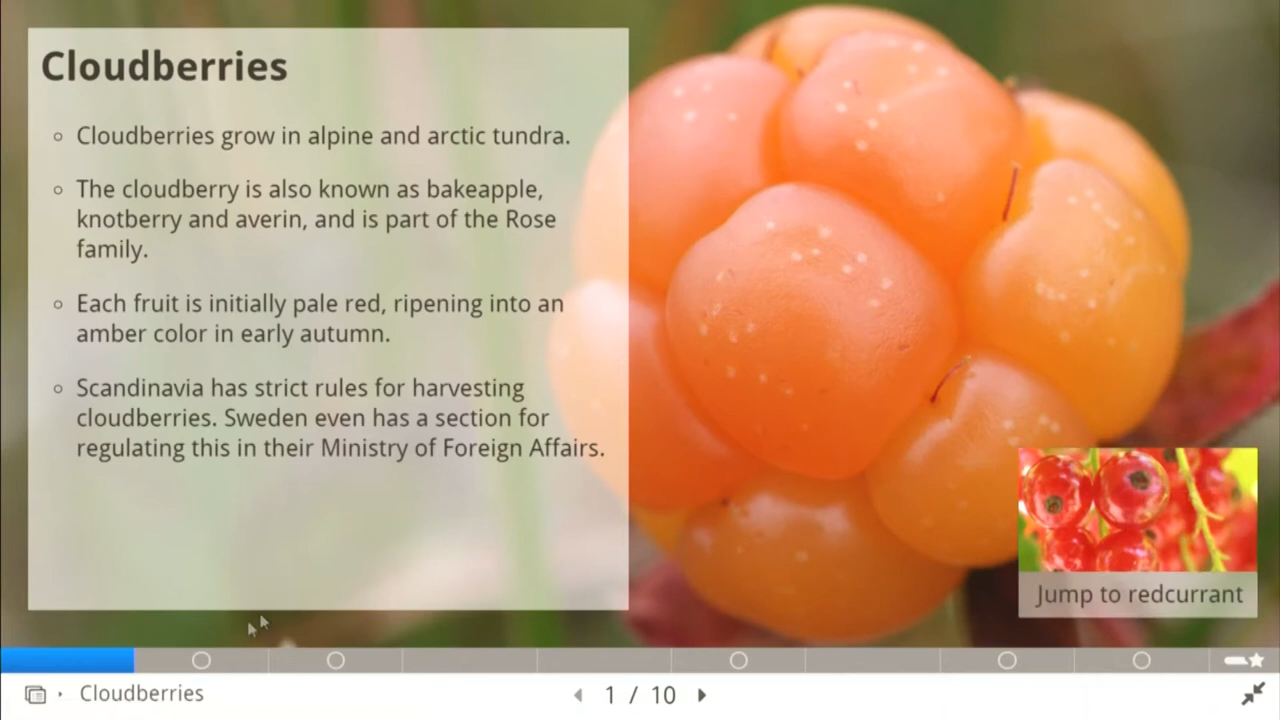 Cloudberries
Cloudberries grow in alpine and arctic tundra.
The cloudberry is also known as bakeapple,
knotberry and averin, and is part of the Rose
family.
Each fruit is initially pale red, ripening into an
amber color in early autumn.
Scandinavia has strict rules for harvesting
cloudberries. Sweden even has a section for
regulating this in their Ministry of Foreign Affairs.
Jump to redcurrant
Cloudberries
1 / 10